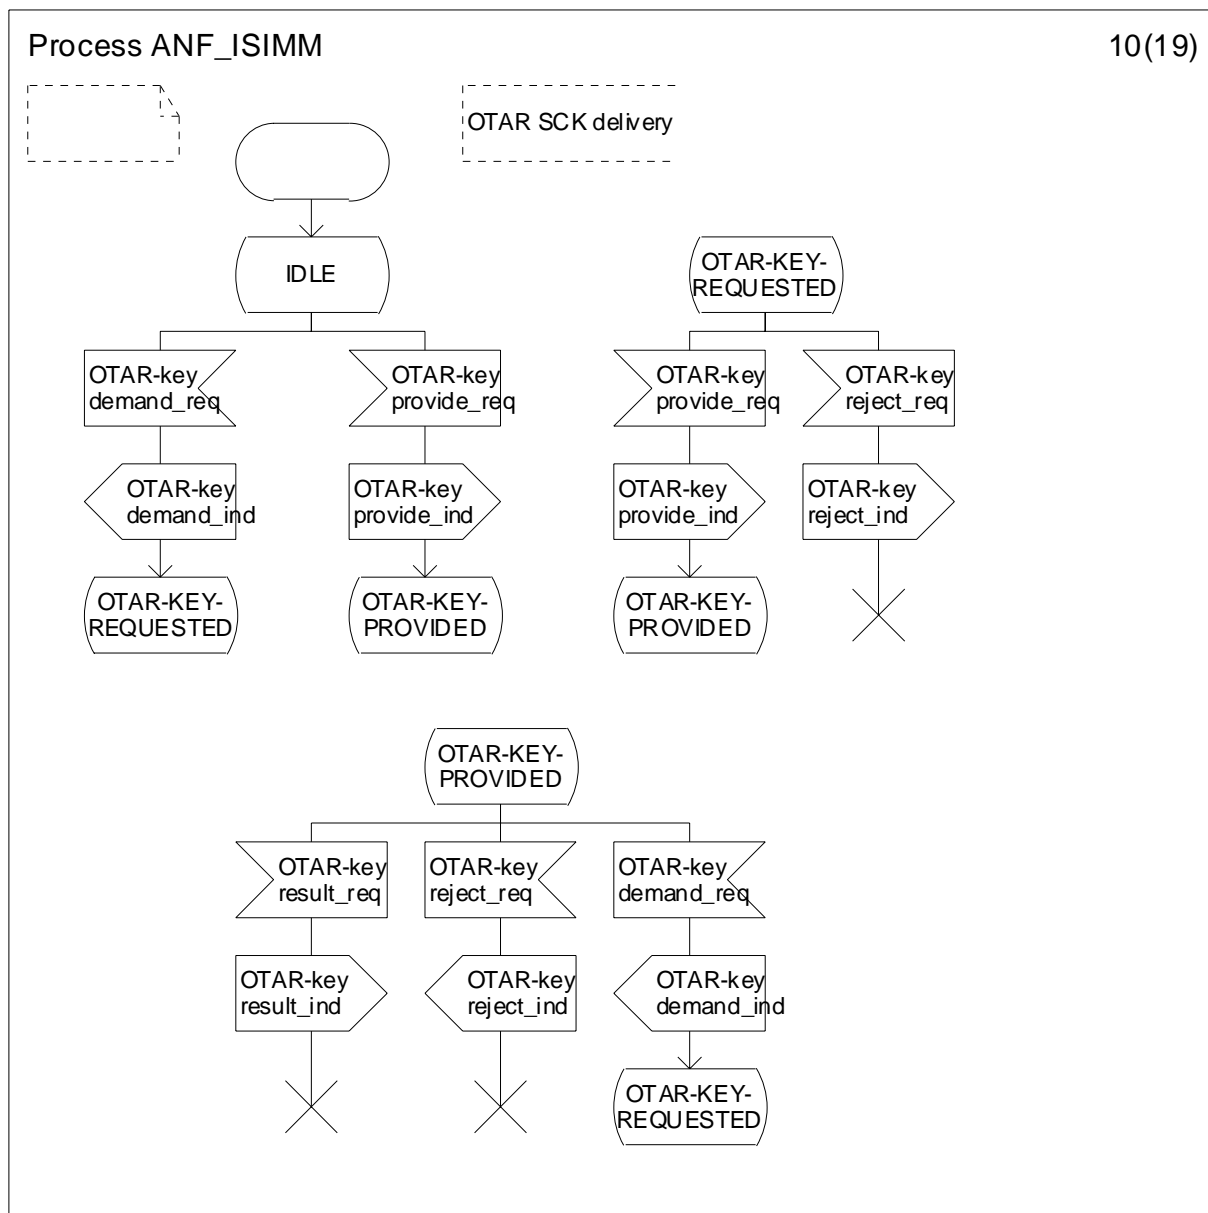 Process ANF_ISIMM
10(19)
OTAR SCK delivery
IDLE
OTAR-KEY-
REQUESTED
OTAR-key
demand_req
OTAR-key
provide_req
OTAR-key
provide_req
OTAR-key
reject_req
OTAR-key
demand_ind
OTAR-key
provide_ind
OTAR-key
provide_ind
OTAR-key
reject_ind
OTAR-KEY-
REQUESTED
OTAR-KEY-
PROVIDED
OTAR-KEY-
PROVIDED
OTAR-KEY-
PROVIDED
OTAR-key
result_req
OTAR-key
reject_req
OTAR-key
demand_req
OTAR-key
result_ind
OTAR-key
reject_ind
OTAR-key
demand_ind
OTAR-KEY-
REQUESTED